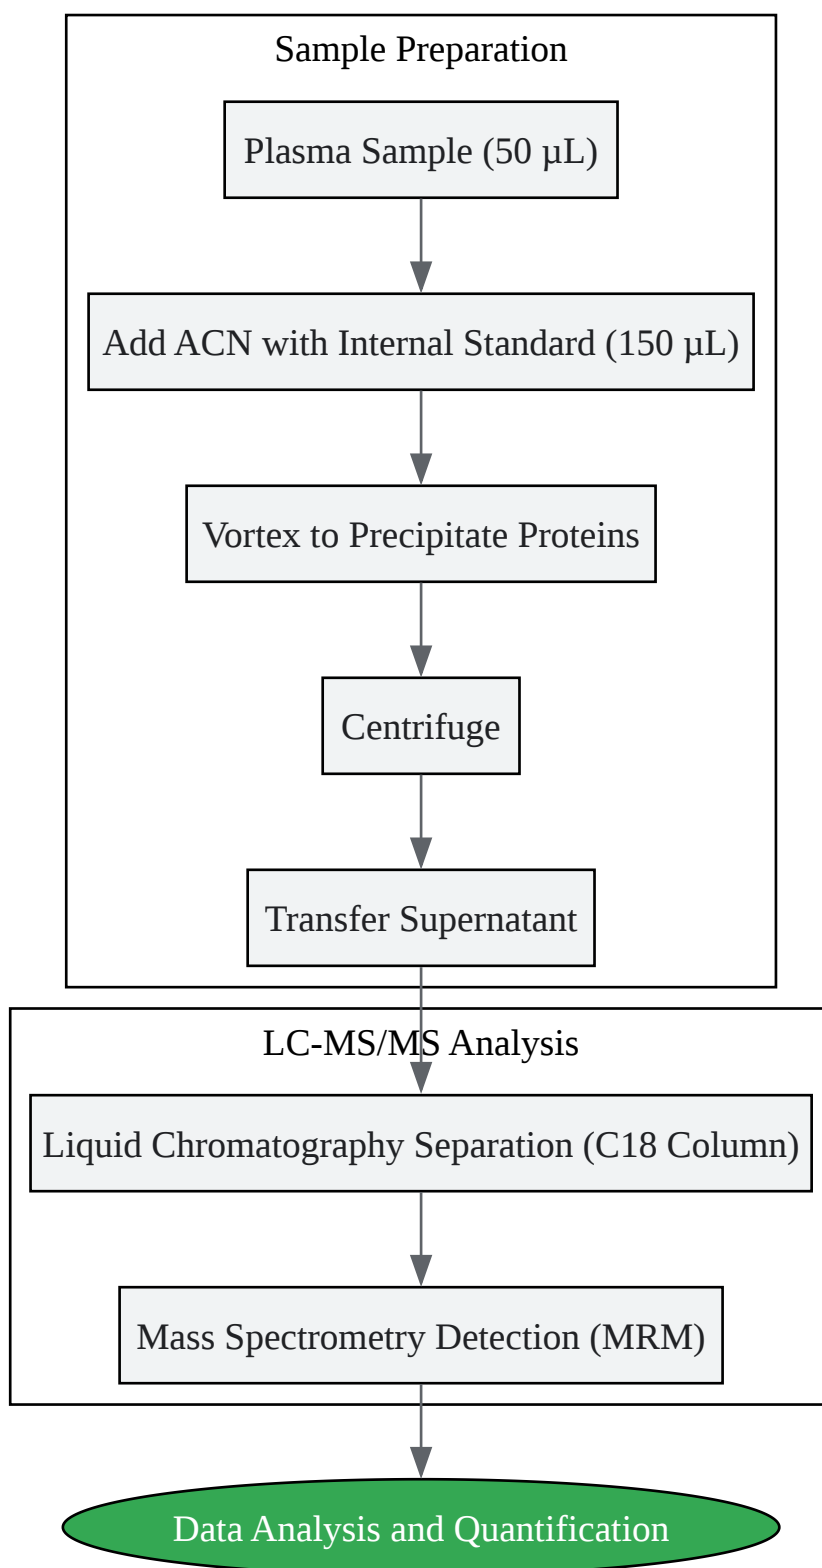 Sample Preparation
Plasma Sample (50 µL)
Add ACN with Internal Standard (150 µL)
Vortex to Precipitate Proteins
Centrifuge
Transfer Supernatant
LC-MS/MS Analysis
Liquid Chromatography Separation (C18 Column)
Mass Spectrometry Detection (MRM)
Data Analysis and Quantification